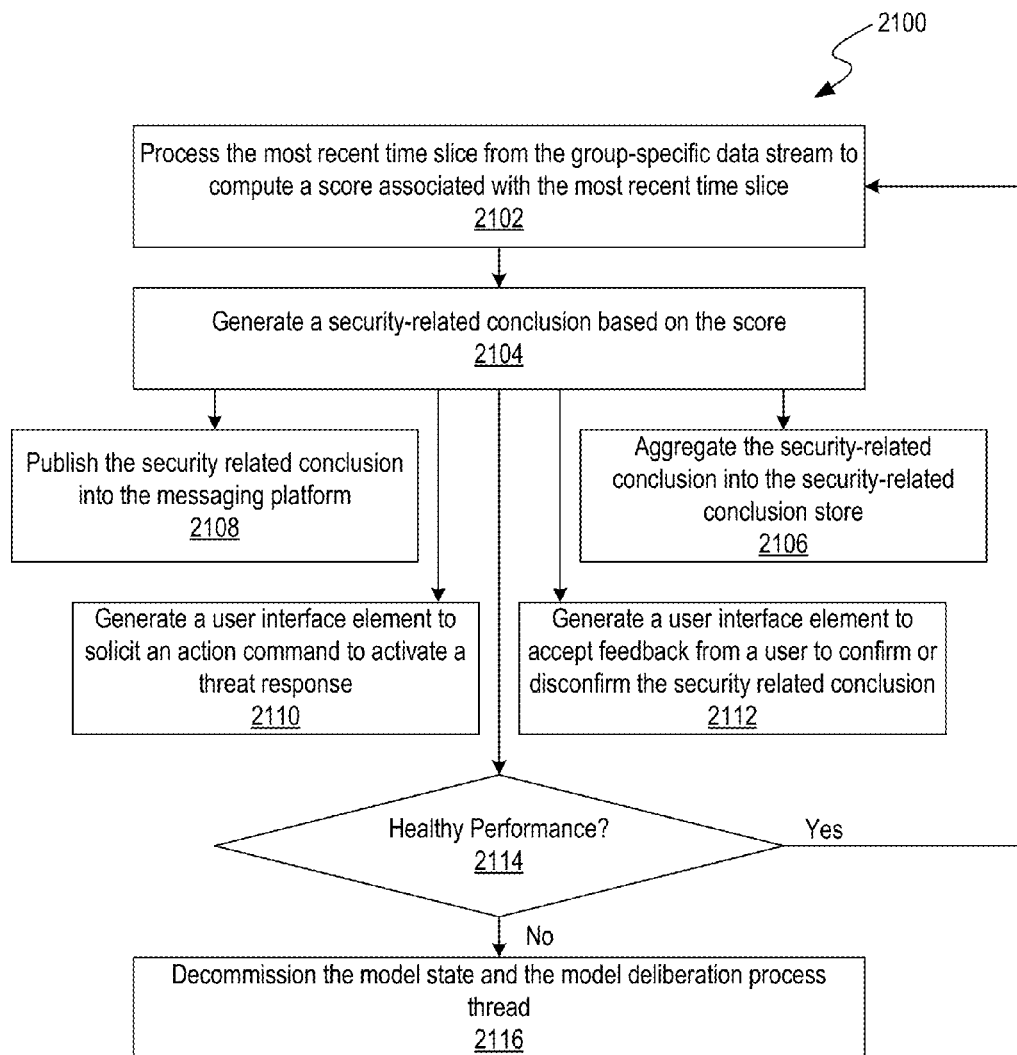 2100
Process the most recent time slice from the group-specific data stream to
compute a score associated with the most recent time slice
2102
Generate a security-related conclusion based on the score
2104
Publish the security related conclusion
into the messaging platform
2108
Aggregate the security-related
conclusion into the security-related
conclusion store
2106
Generate a user interface element to
solicit an action command to activate a
threat response
2110
Generate a user interface element to
accept feedback from a user to confirm or
disconfirm the security related conclusion
2112
Healthy Performance?
2114
Yes
No
Decommission the model state and the model deliberation process
thread
2116